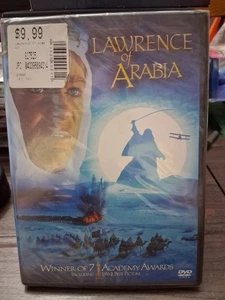 $9.99
LAWRENCE
of
ARABIA
WINNER OF 7 ACADEMY AWARDS
INCLUDING BEST PICTURE
DVD